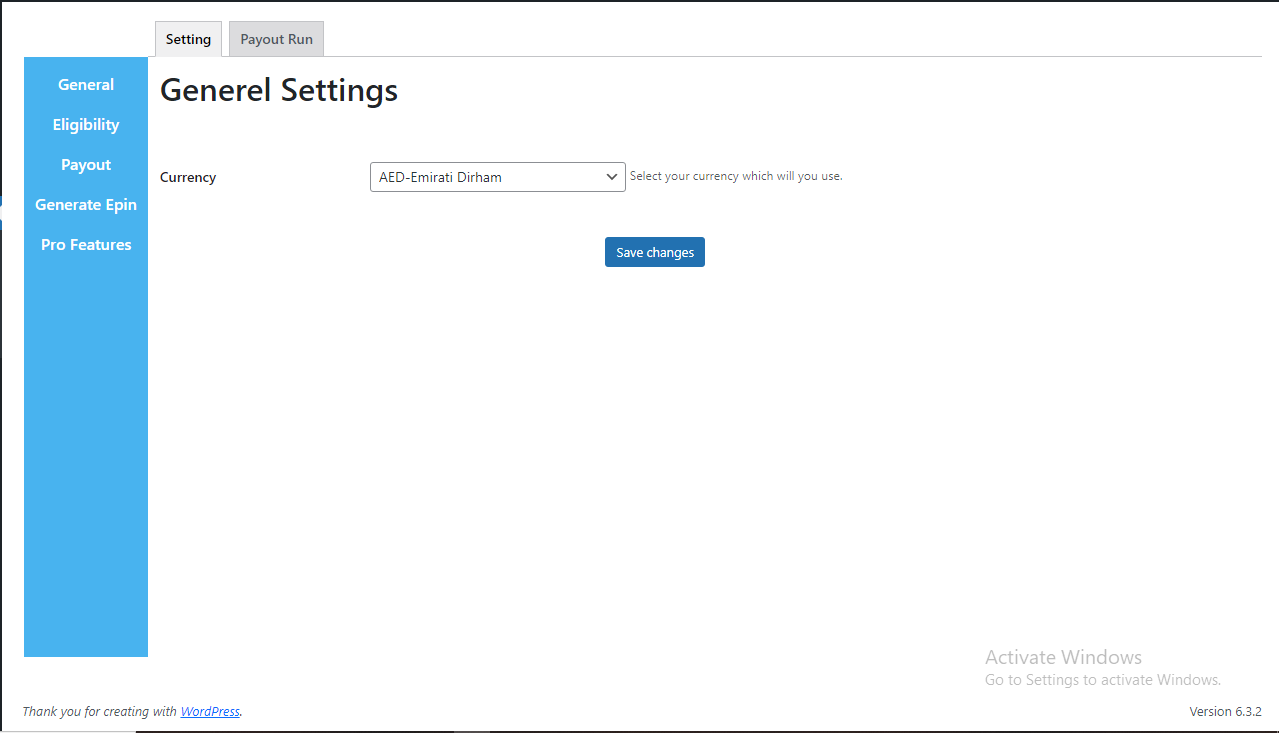 Setting
Payout Run
General
Eligibility
Payout
Generate Epin
Pro Features
Generel Settings
Currency
AED-Emirati Dirham
Select your currency which will you use.
Save changes
Activate Windows
Go to Settings to activate Windows.
Thank you for creating with WordPress.
Version 6.3.2